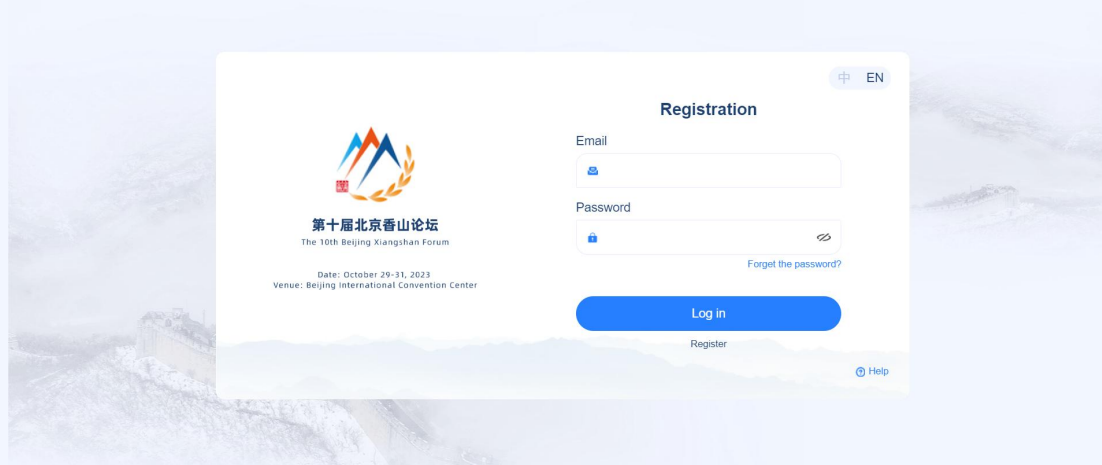 第十届北京香山论坛
The 10th Beijing Xiangshan Forum
Date: October 29-31, 2023
Venue: Beijing International Convention Center
中 EN
Registration
Email
Password
Forget the password?
Log in
Register
Help